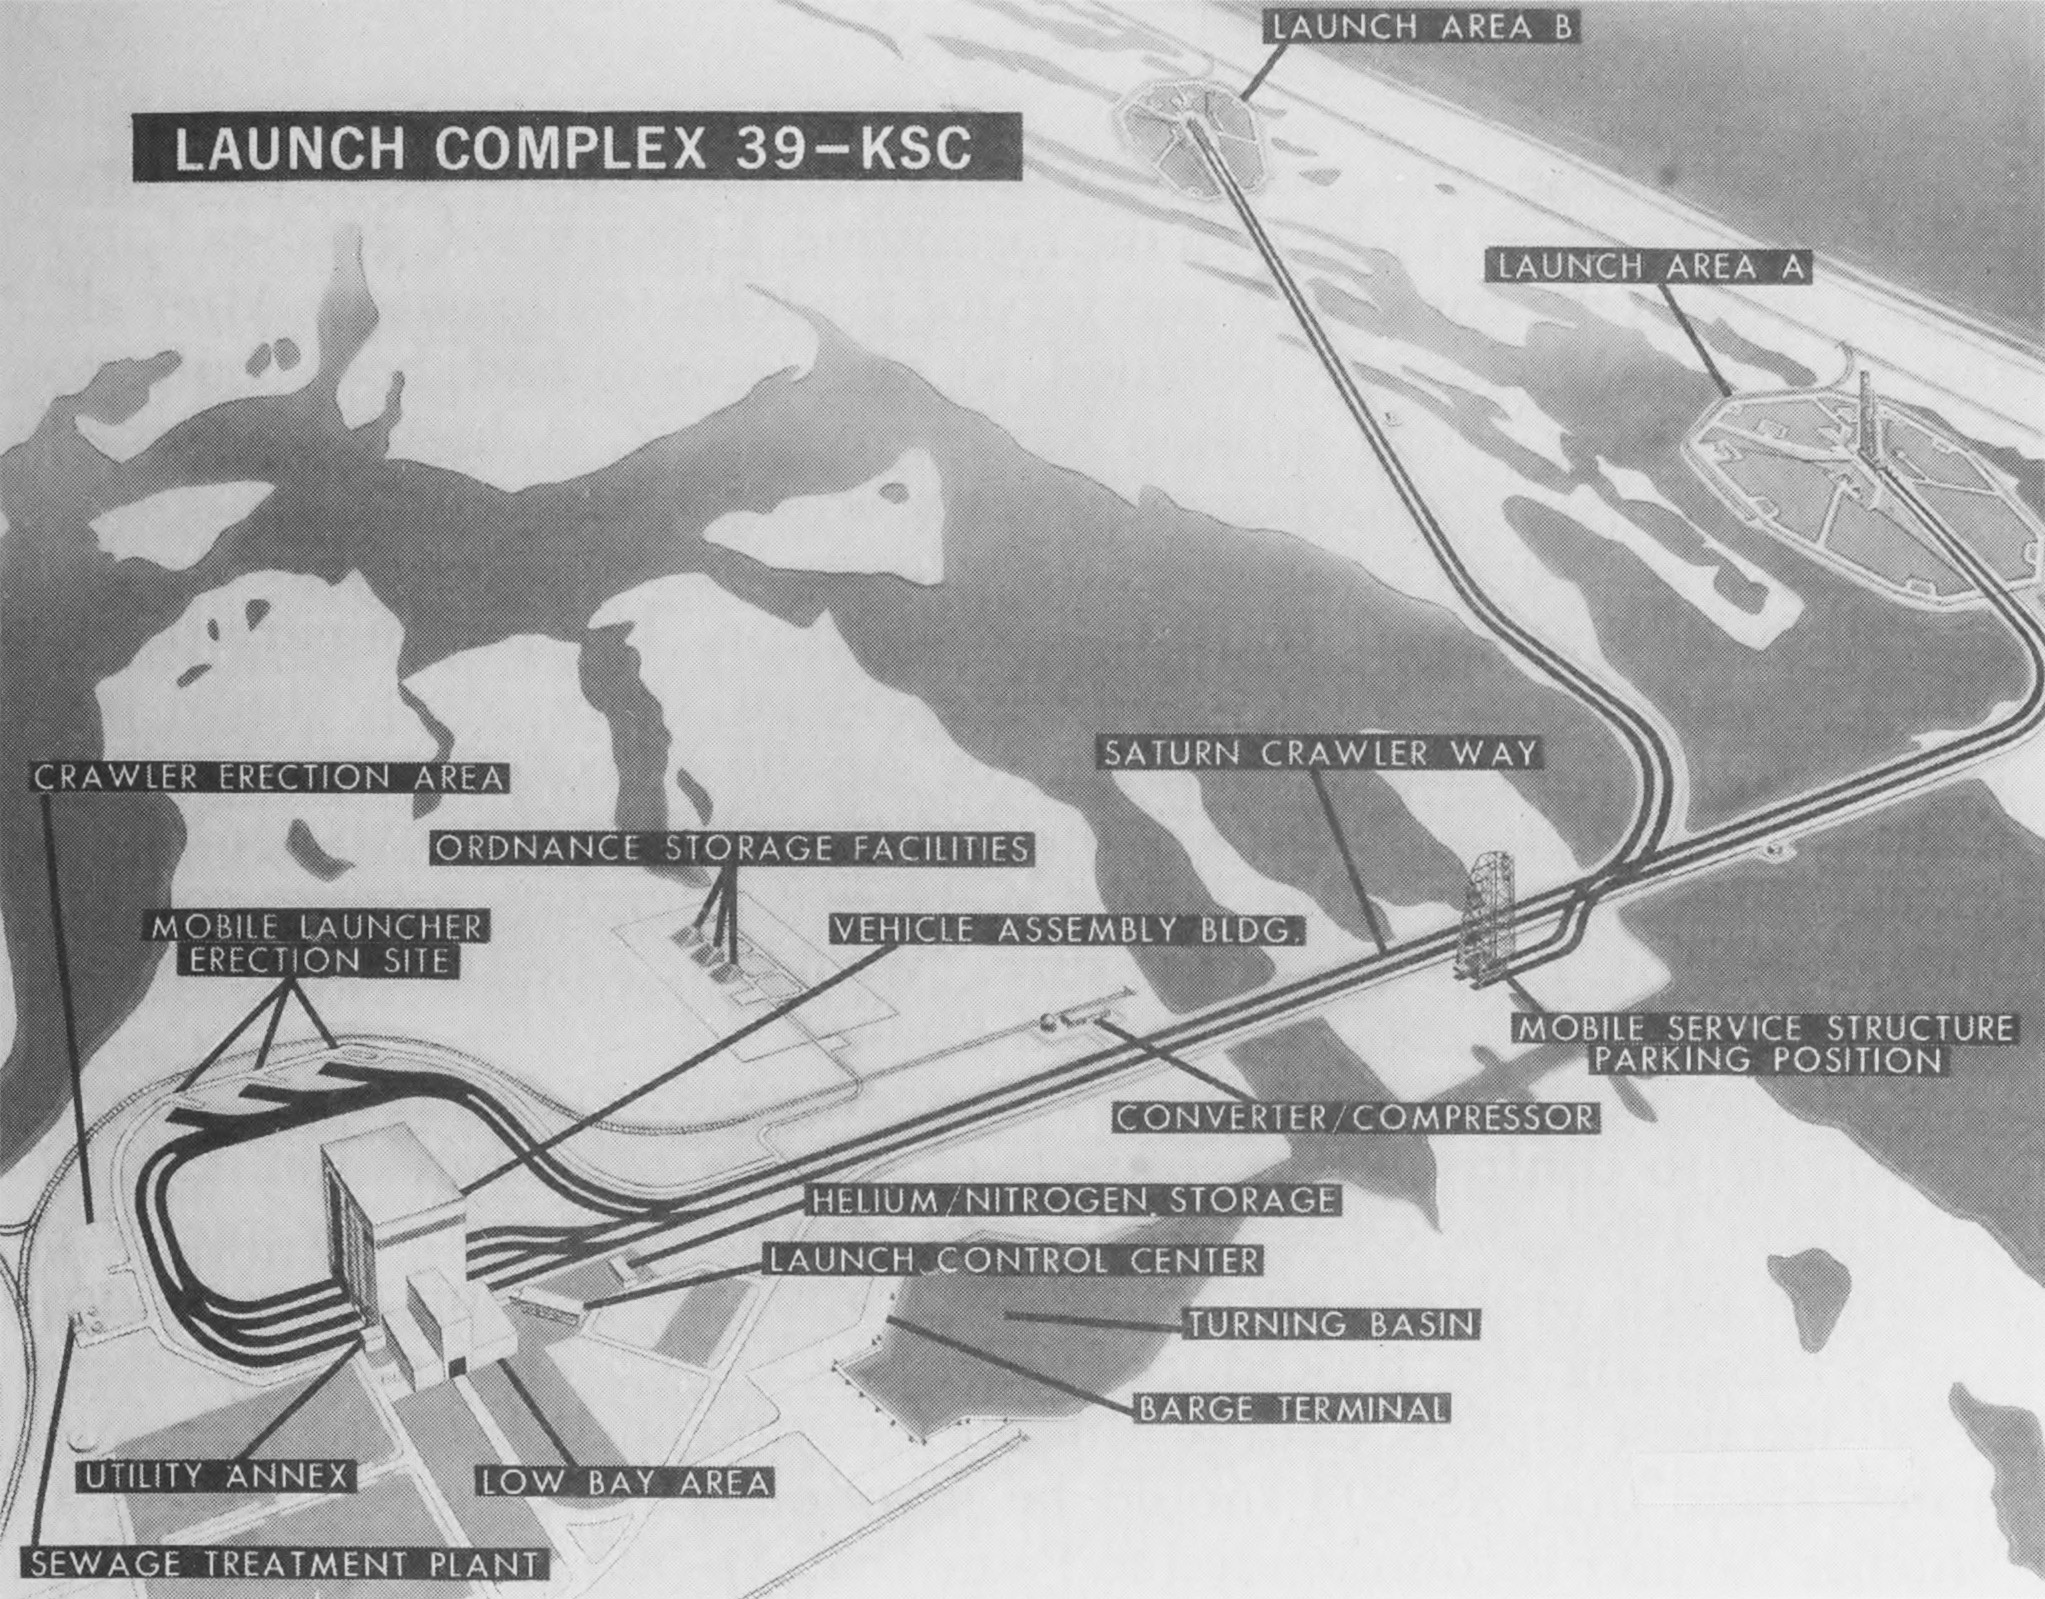 LAUNCH AREA B
LAUNCH COMPLEX 39–KSC
LAUNCH AREA A
SATURN CRAWLER WAY
CRAWLER ERECTION AREA
ORDNANCE STORAGE FACILITIES
MOBILE LAUNCHER
ERECTION SITE
VEHICLE ASSEMBLY BLDG.
MOBILE SERVICE STRUCTURE
PARKING POSITION
CONVERTER/COMPRESSOR
HELIUM/NITROGEN STORAGE
LAUNCH CONTROL CENTER
TURNING BASIN
BARGE TERMINAL
UTILITY ANNEX
LOW BAY AREA
SEWAGE TREATMENT PLANT